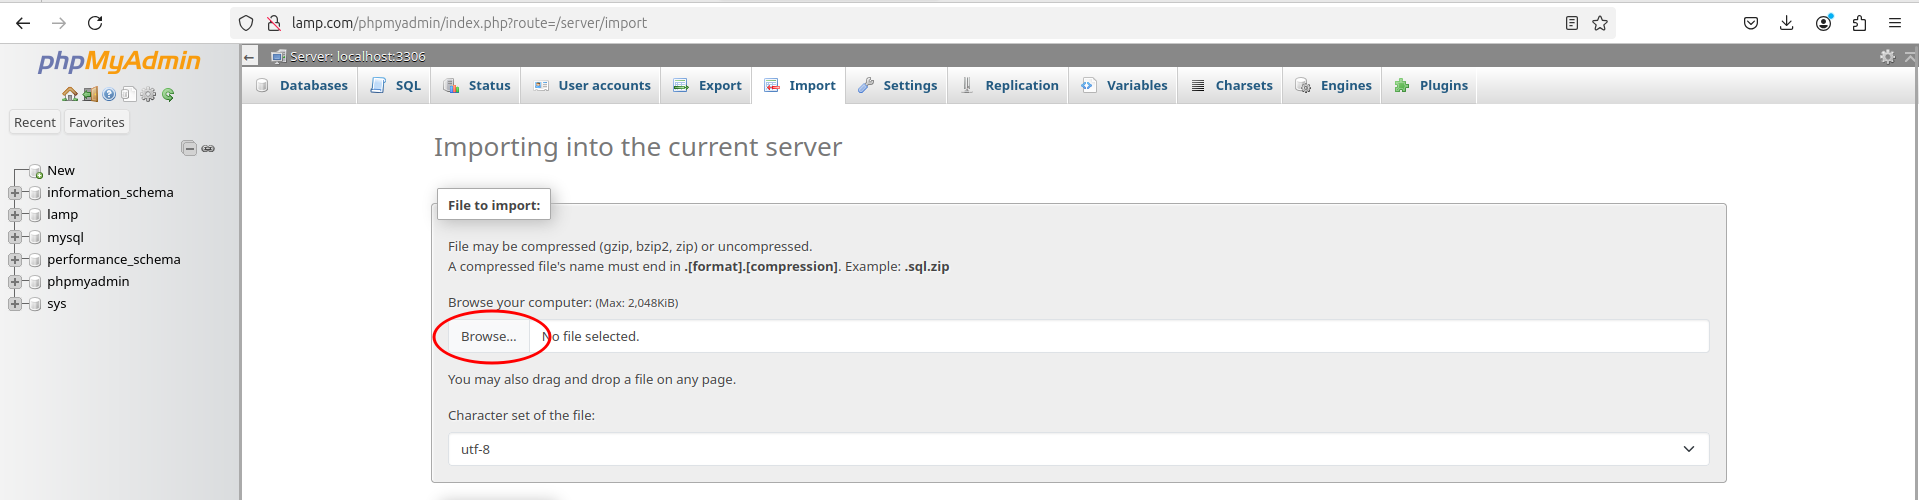 lamp.com/phpmyadmin/index.php?route=/server/import
phpMyAdmin
Server: localhost:3306
Databases SQL Status User accounts Export Import Settings Replication Variables Charsets Engines Plugins
Recent Favorites
New
information_schema
lamp
mysql
performance_schema
phpmyadmin
sys
Importing into the current server
File to import:
File may be compressed (gzip, bzip2, zip) or uncompressed.
A compressed file's name must end in .[format].[compression]. Example: .sql.zip
Browse your computer: (Max: 2,048KiB)
Browse... No file selected.
You may also drag and drop a file on any page.
Character set of the file:
utf-8